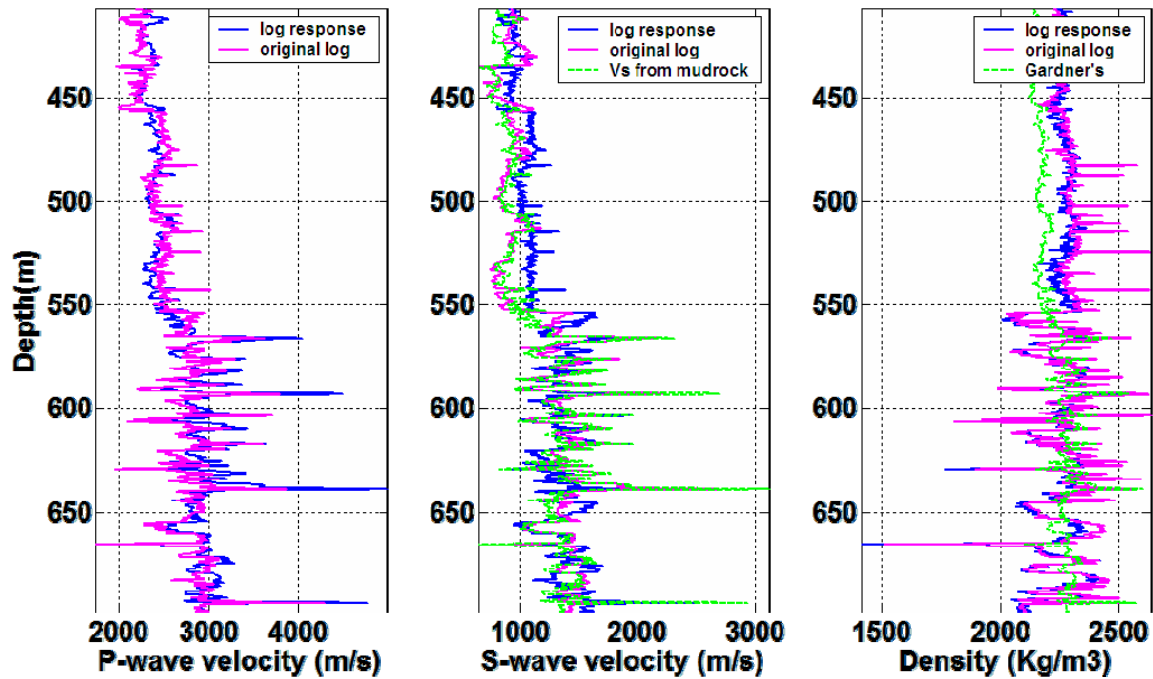 log response
original log
450
500
550
600
650
Depth(m)
2000 3000 4000
P-wave velocity (m/s)
log response
original log
Vs from mudrock
450
500
550
600
650
1000 2000 3000
S-wave velocity (m/s)
log response
original log
Gardner's
450
500
550
600
650
1500 2000 2500
Density (Kg/m3)